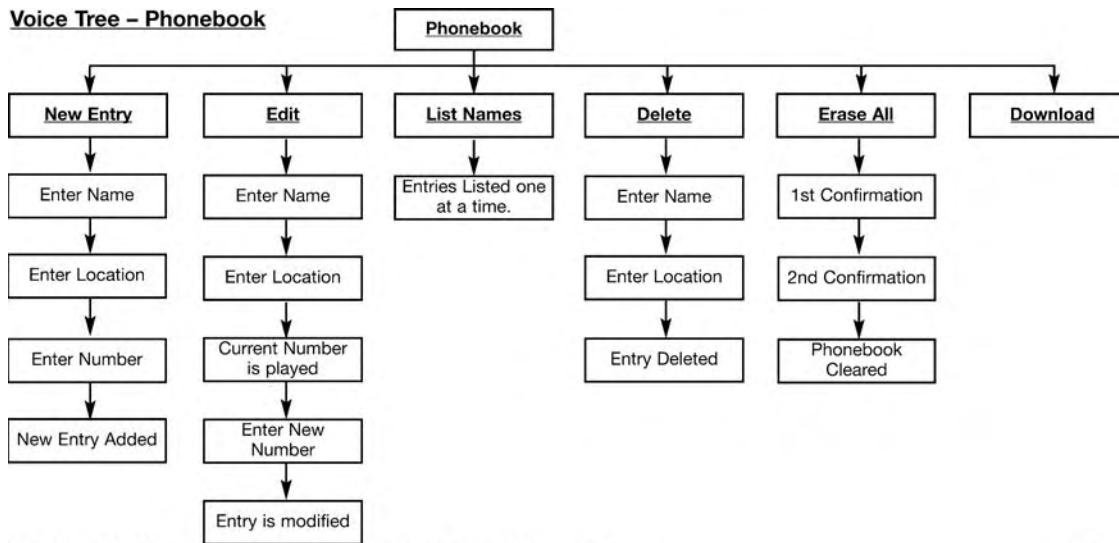 Voice Tree – Phonebook
Phonebook
New Entry
Edit
List Names
Delete
Erase All
Download
Enter Name
Enter Name
Entries Listed one
at a time.
Enter Name
1st Confirmation
Enter Location
Enter Location
Enter Location
2nd Confirmation
Enter Number
Current Number
is played
Entry Deleted
Phonebook
Cleared
New Entry Added
Enter New
Number
Entry is modified